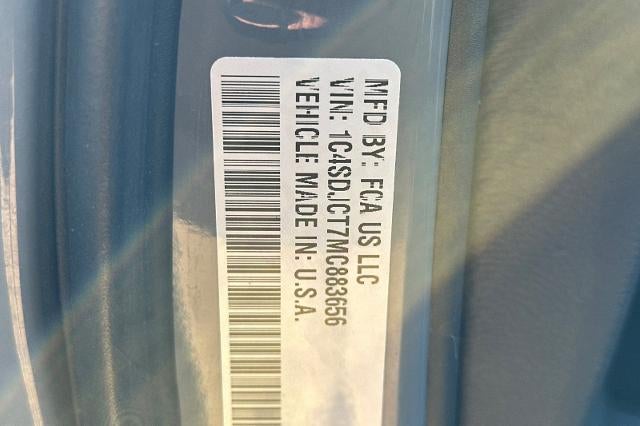 MFD BY: FCA US LLC
VIN: 1C4SDJCT7MC883656
VEHICLE MADE IN: U.S.A.